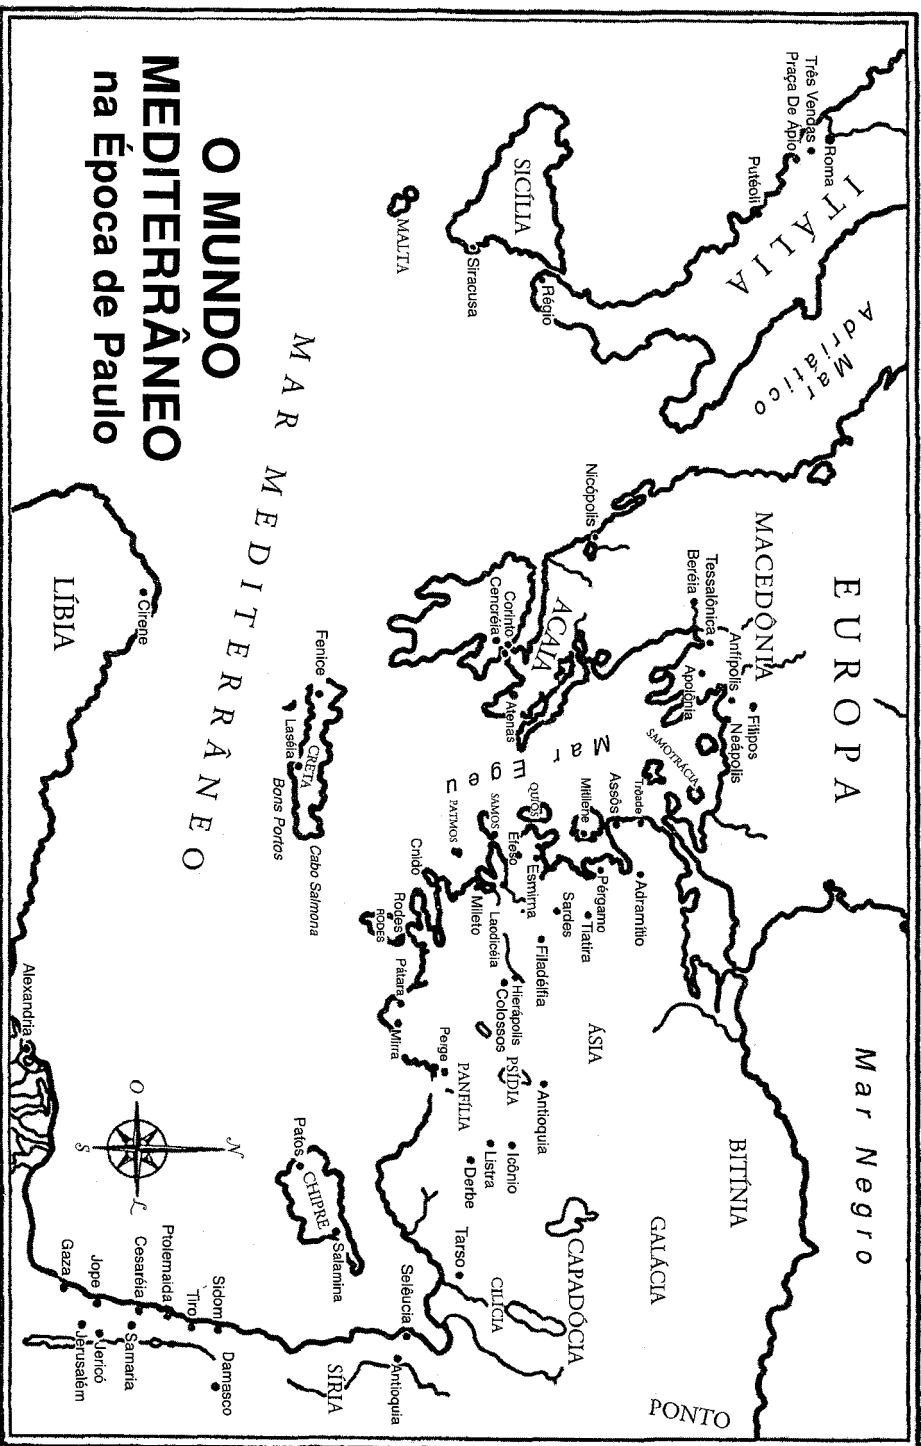 O MUNDO
MEDITERRÂNEO
na Época de Paulo
EUROPA
Mar Negro
MACEDÔNIA
ITÁLIA
Mar
Adriático
Três Vendas
Roma
Praça De Ápio
Putéoli
SICÍLIA
Régio
Siracusa
MALTA
MAR MEDITERRÂNEO
Nicópolis
Tessalônica
Beréia
Anfípolis
Apolônia
Filipos
Neápolis
SAMOTRÁCIA
ACAIA
Corinto
Cencréia
Atenas
Mar Egeu
Trôade
Assôs
Mitilene
QUIOS
SAMOS
PATMOS
Adramítio
Pérgamo
Tiatira
Sardes
Esmirna
Éfeso
Filadélfia
Mileto
Laodicéia
Hierápolis
Colossos
Cnido
Rodes
RODES
Pátara
Mirra
ÁSIA
PSÍDIA
Antioquia
PANFÍLIA
Perge
Icônio
Listra
Derbe
BITÍNIA
GALÁCIA
CAPADÓCIA
PONTO
CILÍCIA
Tarso
Selêucia
Antioquia
SÍRIA
Fenice
Laséia
CRETA
Bons Portos
Cabo Salmona
Patos
CHIPRE
Salamina
LÍBIA
Cirene
Alexandria
N
O
L
S
Sidom
Tiro
Ptolemaida
Cesaréia
Jope
Gaza
Damasco
Samaria
Jericó
Jerusalém